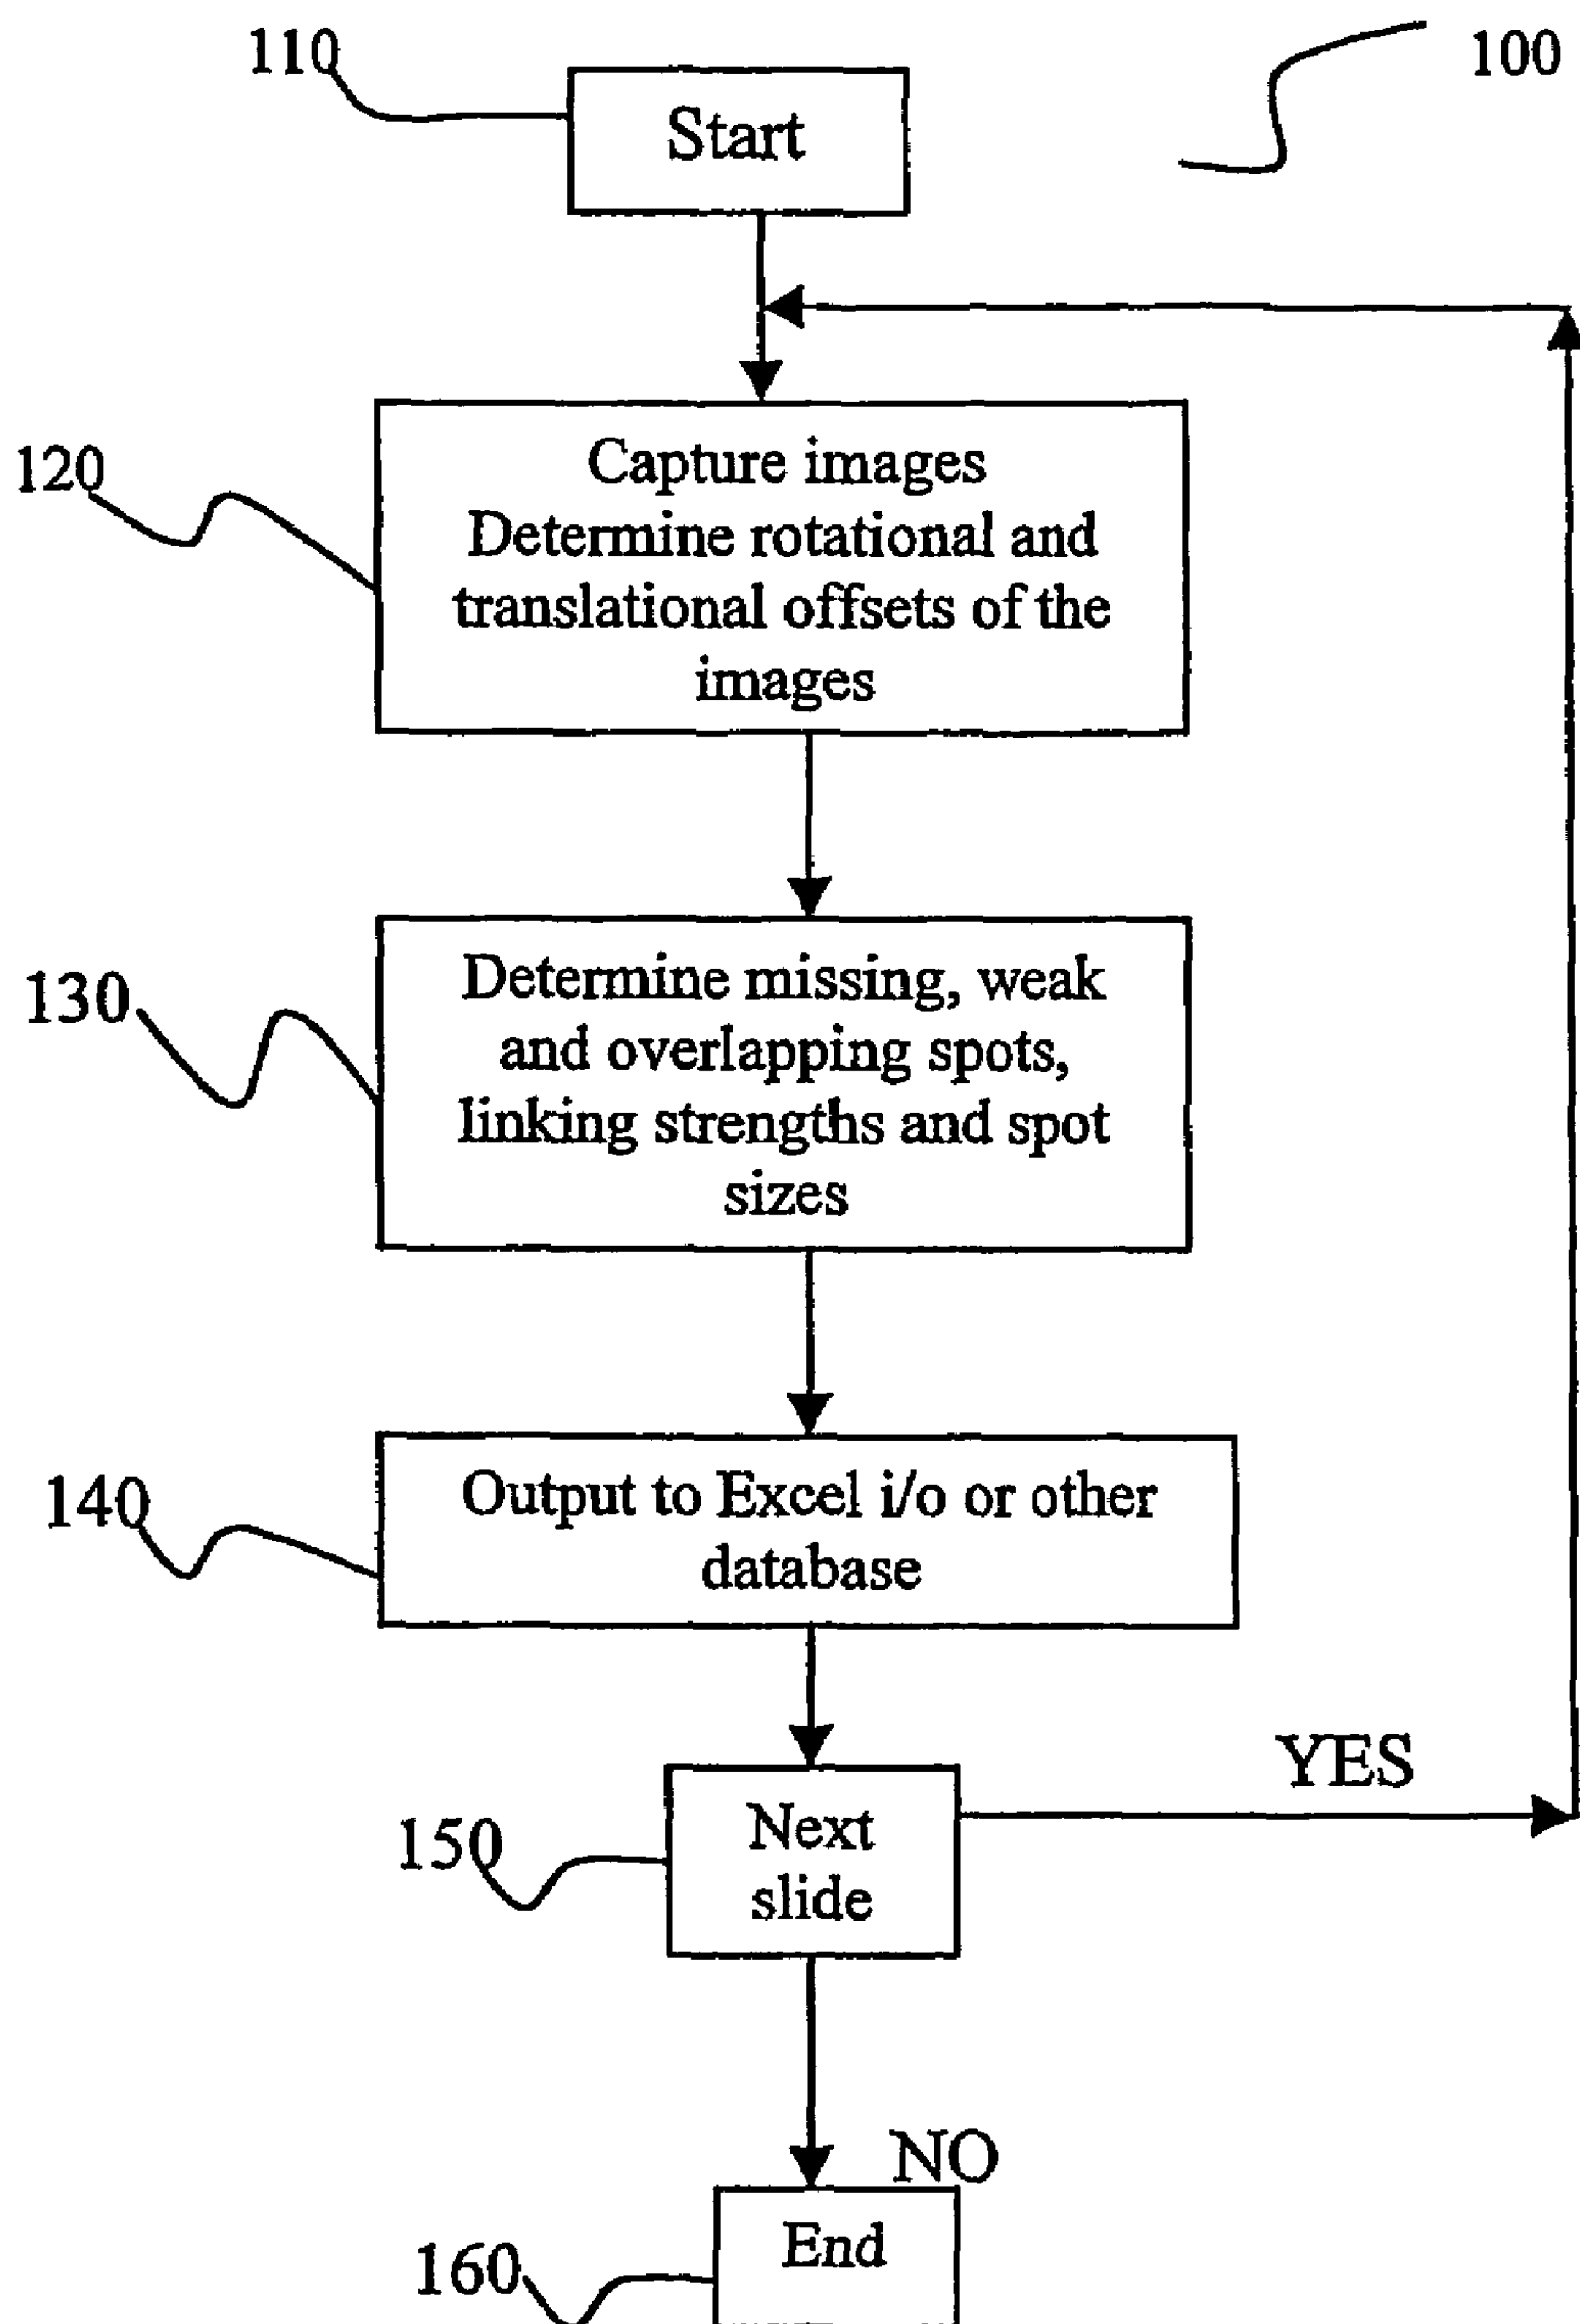 110
100
Start
120
Capture images
Determine rotational and
translational offsets of the
images
130
Determine missing, weak
and overlapping spots,
linking strengths and spot
sizes
140
Output to Excel i/o or other
database
YES
150
Next
slide
NO
End
160